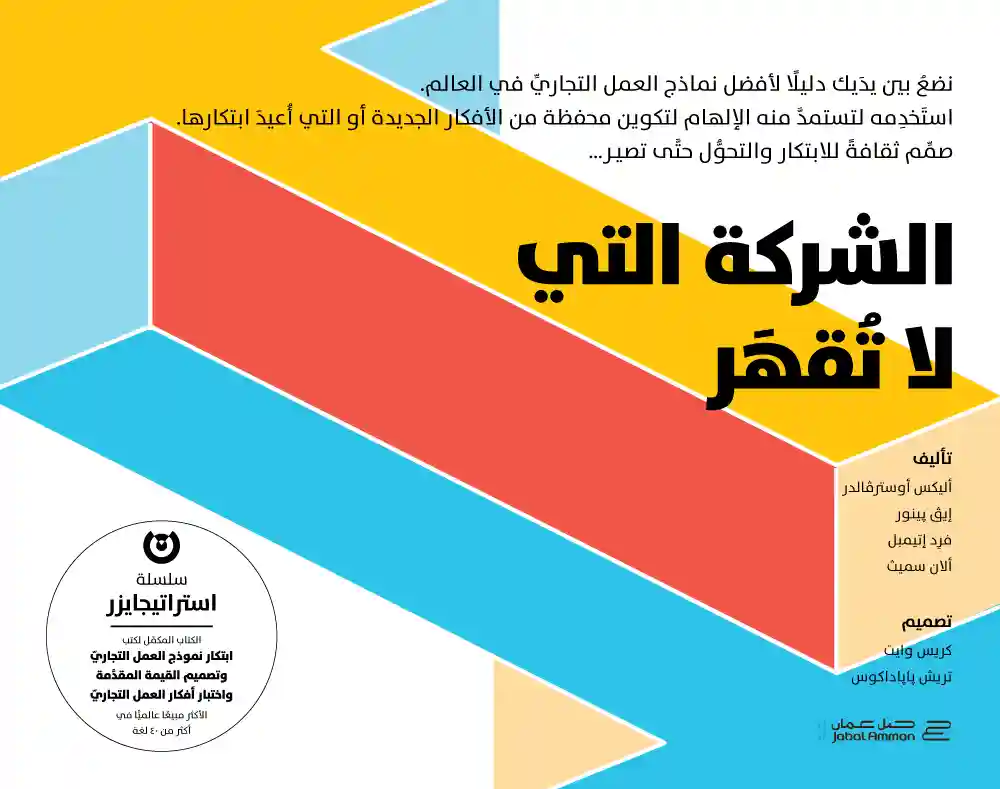 نضعُ بين يدَيك دليلًا لأفضل نماذج العمل التجاريِّ في العالم.
استَخدِمه لتستمدَّ منه الإلهام لتكوين محفظة من الأفكار الجديدة أو التي أُعيدَ ابتكارها.
صمِّم ثقافةً للابتكار والتحوُّل حتَّى تصير...
الشركة التي
لا تُقهَر
تأليف
أليكس أوسترڤالدر
إيڤ پينور
فرِد إتيمبل
ألان سميث
تصميم
كريس وايت
تريش پاپاداكوس
جبل عمان
Jabal Amman
سلسلة
استراتيجايزر
الكتاب المكمّل لكتب
ابتكار نموذج العمل التجاريّ
وتصميم القيمة المقدَّمة
واختبار أفكار العمل التجاريّ
الأكثر مبيعًا عالميًّا في
أكثر من ٤٠ لغة